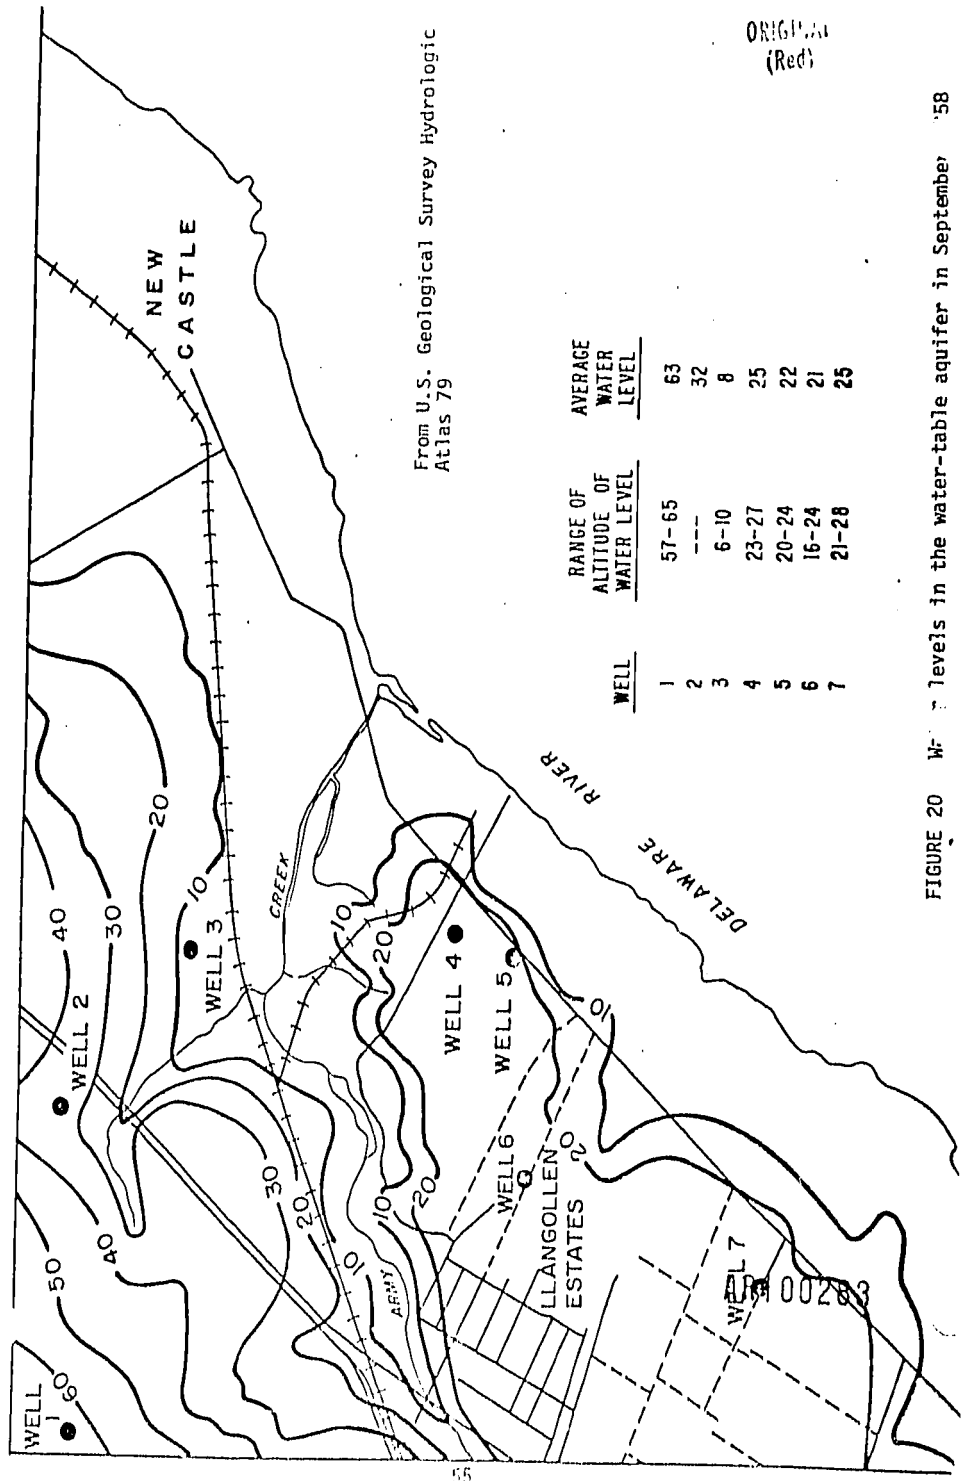 ORIGINAL
(Red)
NEW
CASTLE
From U.S. Geological Survey Hydrologic
Atlas 79
WELL
1
60
50
40
WELL 2
40
30
20
10
WELL 3
CREEK
30
20
10
ARMY
10
20
10
20
WELL 4
WELL 5
WELL 6
LLANGOLLEN
ESTATES
20
10
WELL 7
AR100283
DELAWARE RIVER
WELL RANGE OF ALTITUDE OF WATER LEVEL AVERAGE WATER LEVEL
1 57-65 63
2 --- 32
3 6-10 8
4 23-27 25
5 20-24 22
6 16-24 21
7 21-28 25
FIGURE 20 levels in the water-table aquifer in September '58